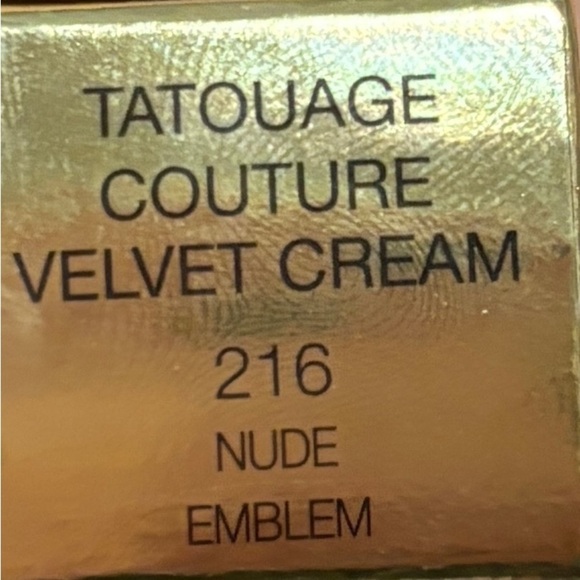 TATOUAGE
COUTURE
VELVET CREAM
216
NUDE
EMBLEM